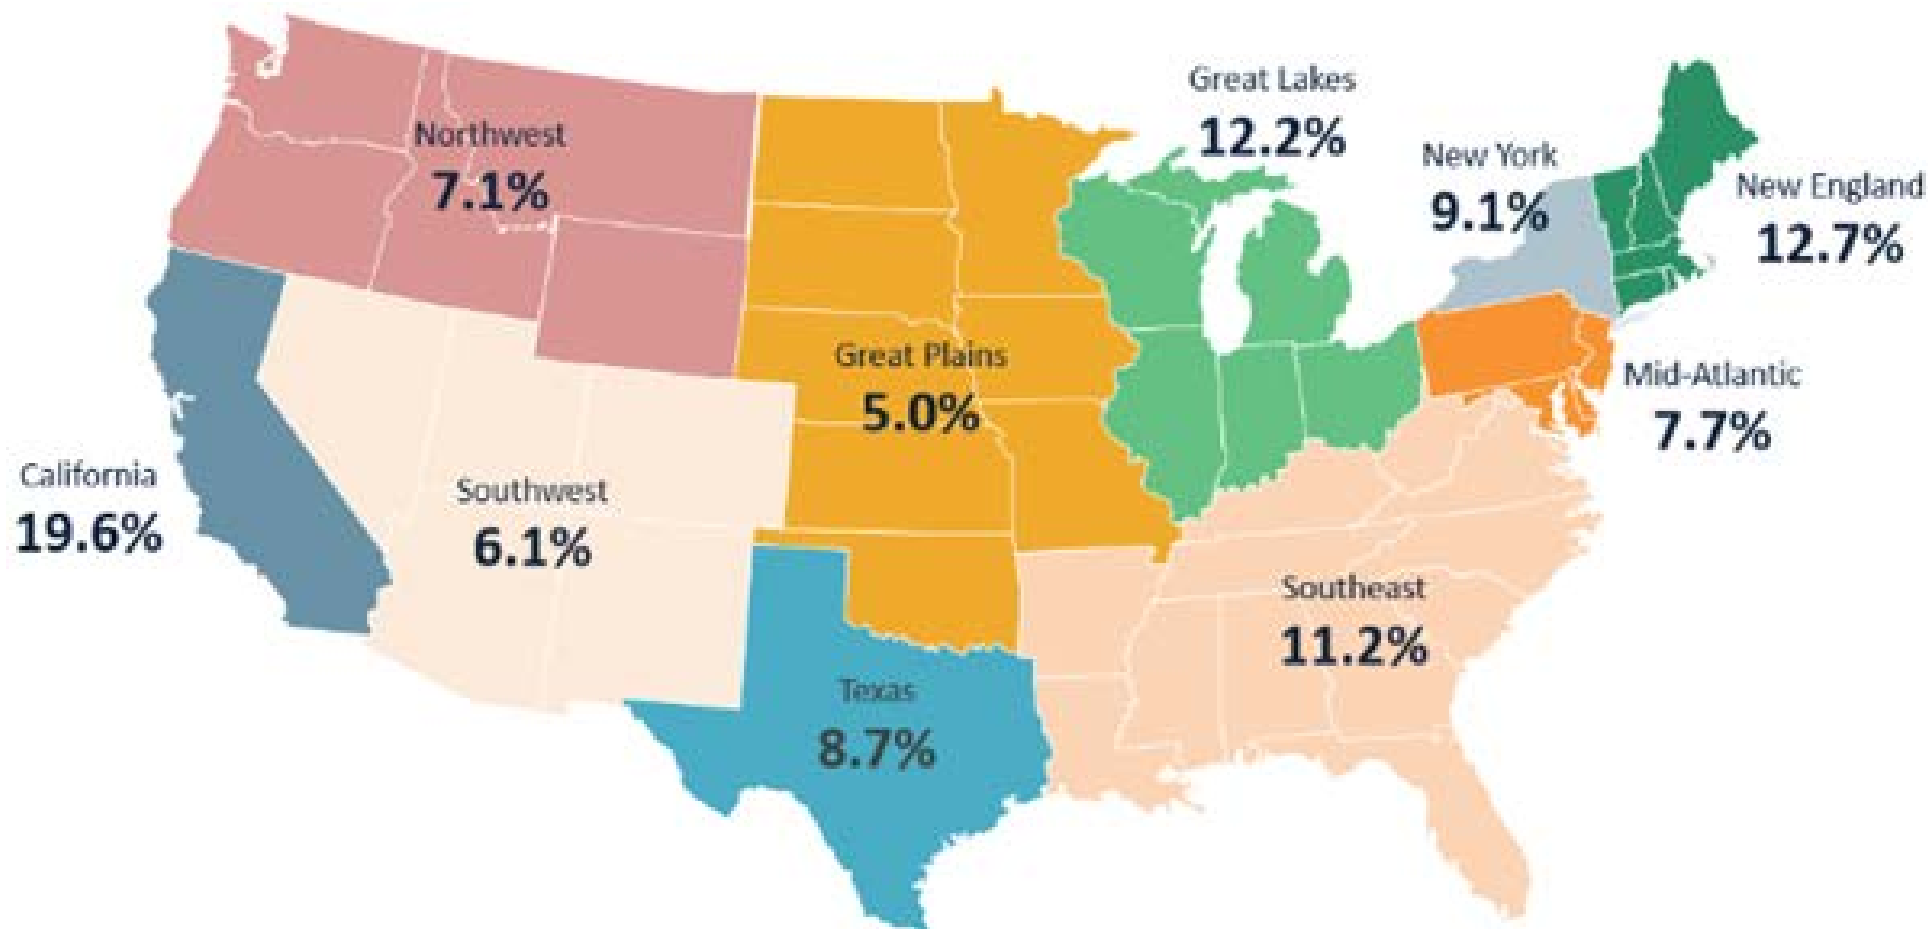 Great Lakes
12.2%
Northwest
7.1%
New York
9.1%
New England
12.7%
Great Plains
5.0%
Mid-Atlantic
7.7%
California
19.6%
Southwest
6.1%
Southeast
11.2%
Texas
8.7%